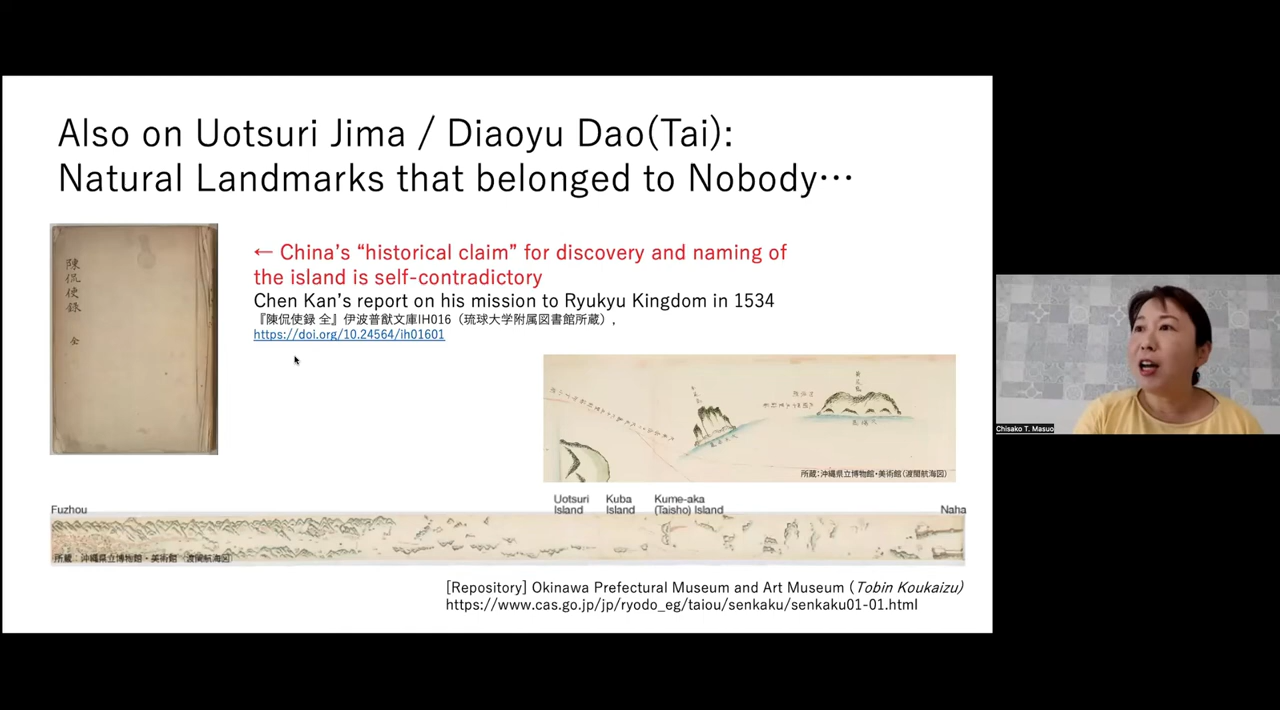 Also on Uotsuri Jima / Diaoyu Dao(Tai):
Natural Landmarks that belonged to Nobody…
陳侃使録 全
← China’s “historical claim” for discovery and naming of
the island is self-contradictory
Chen Kan’s report on his mission to Ryukyu Kingdom in 1534
『陳侃使録 全』伊波普猷文庫IH016（琉球大学附属図書館所蔵）,
https://doi.org/10.24564/ih01601
所蔵：沖縄県立博物館・美術館（渡閩航海図）
Fuzhou
Uotsuri
Island
Kuba
Island
Kume-aka
(Taisho) Island
Naha
所蔵：沖縄県立博物館・美術館（渡閩航海図）
[Repository] Okinawa Prefectural Museum and Art Museum (Tobin Koukaizu)
https://www.cas.go.jp/jp/ryodo_eg/taiou/senkaku/senkaku01-01.html
Chisako T. Masuo